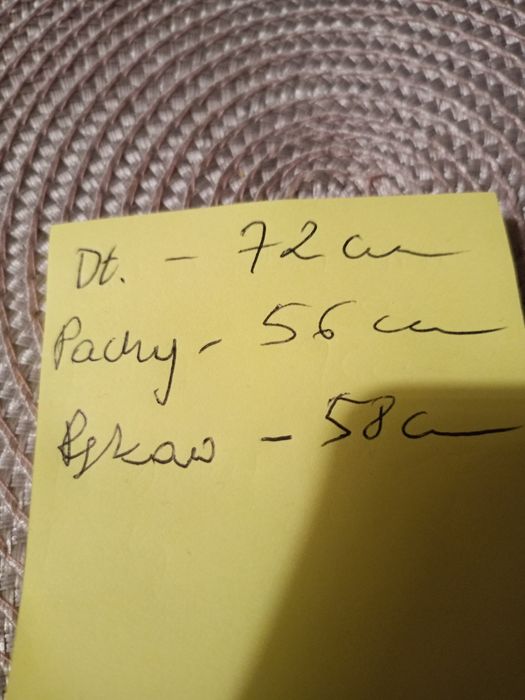 Dł. - 72 cm
Pachy - 56 cm
Rękaw - 58 cm